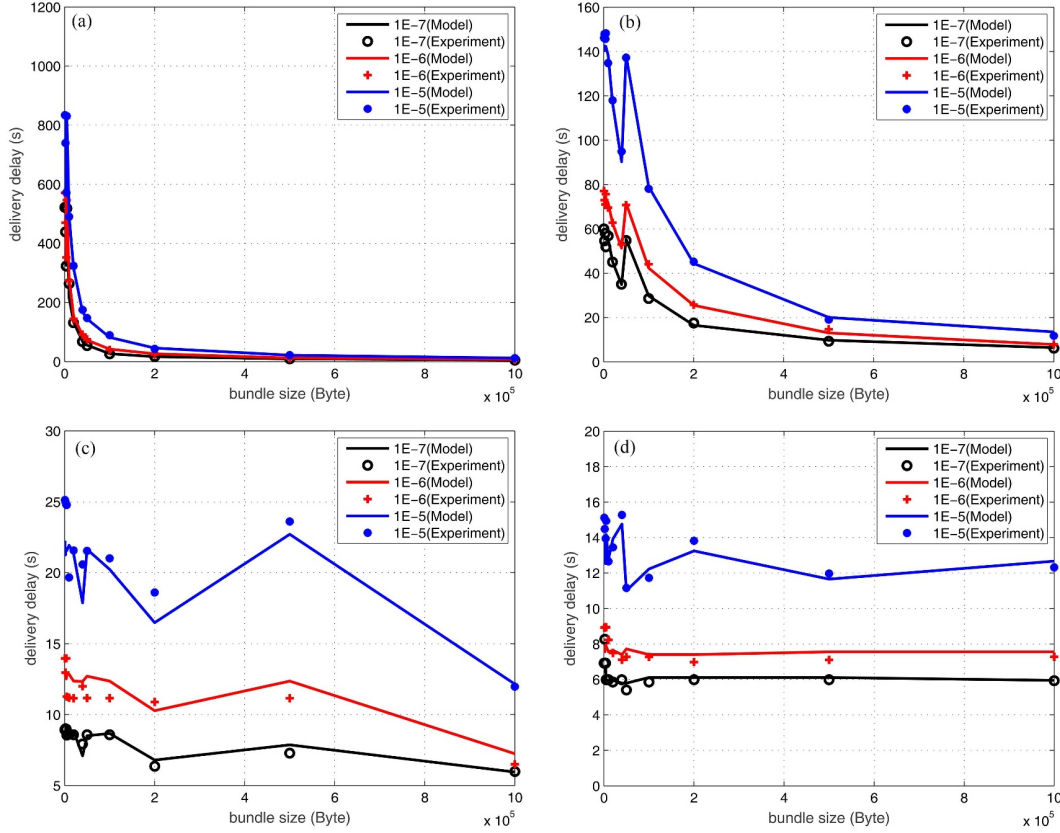 (a)
1E−7(Model)
1E−7(Experiment)
1E−6(Model)
1E−6(Experiment)
1E−5(Model)
1E−5(Experiment)
1200
1000
800
600
400
200
0
delivery delay (s)
0 2 4 6 8 10
bundle size (Byte)
x 10^5
(b)
1E−7(Model)
1E−7(Experiment)
1E−6(Model)
1E−6(Experiment)
1E−5(Model)
1E−5(Experiment)
160
140
120
100
80
60
40
20
0
delivery delay (s)
0 2 4 6 8 10
bundle size (Byte)
x 10^5
(c)
1E−7(Model)
1E−7(Experiment)
1E−6(Model)
1E−6(Experiment)
1E−5(Model)
1E−5(Experiment)
30
25
20
15
10
5
delivery delay (s)
0 2 4 6 8 10
bundle size (Byte)
x 10^5
(d)
1E−7(Model)
1E−7(Experiment)
1E−6(Model)
1E−6(Experiment)
1E−5(Model)
1E−5(Experiment)
20
18
16
14
12
10
8
6
4
2
0
delivery delay (s)
0 2 4 6 8 10
bundle size (Byte)
x 10^5